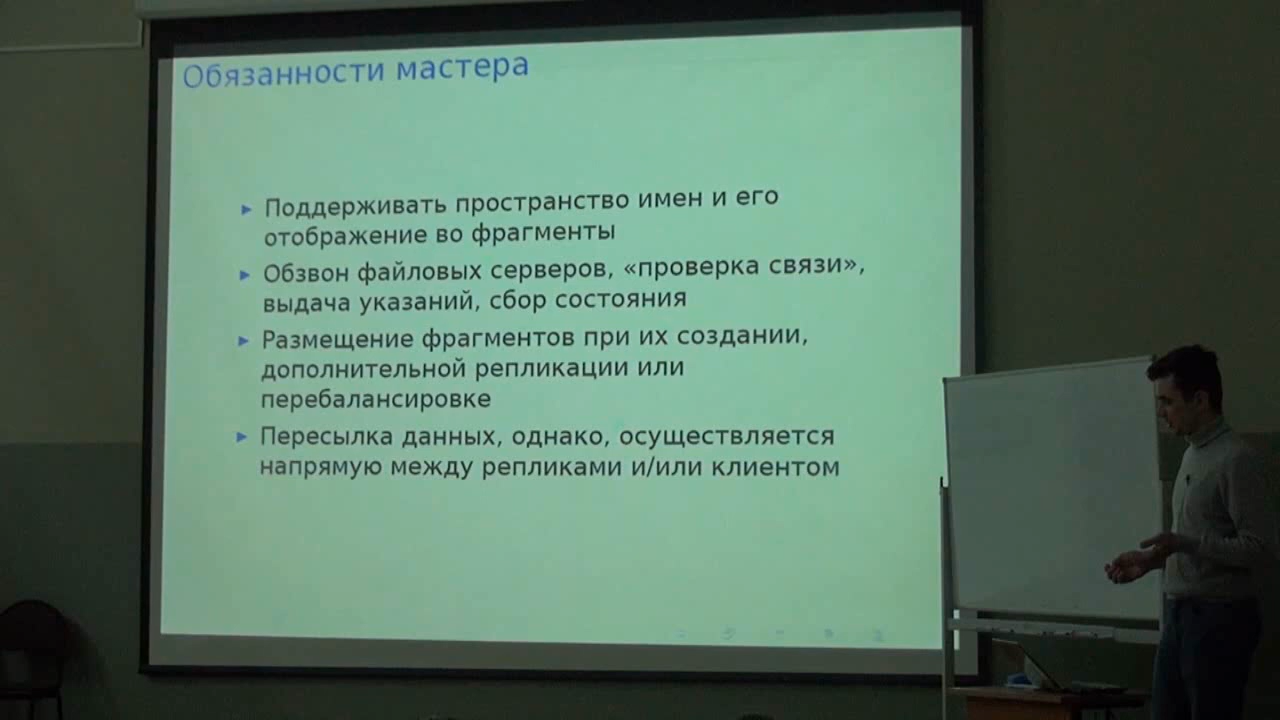 Обязанности мастера
Поддерживать пространство имен и его
отображение во фрагменты
Обзвон файловых серверов, «проверка связи»,
выдача указаний, сбор состояния
Размещение фрагментов при их создании,
дополнительной репликации или
перебалансировке
Пересылка данных, однако, осуществляется
напрямую между репликами и/или клиентом